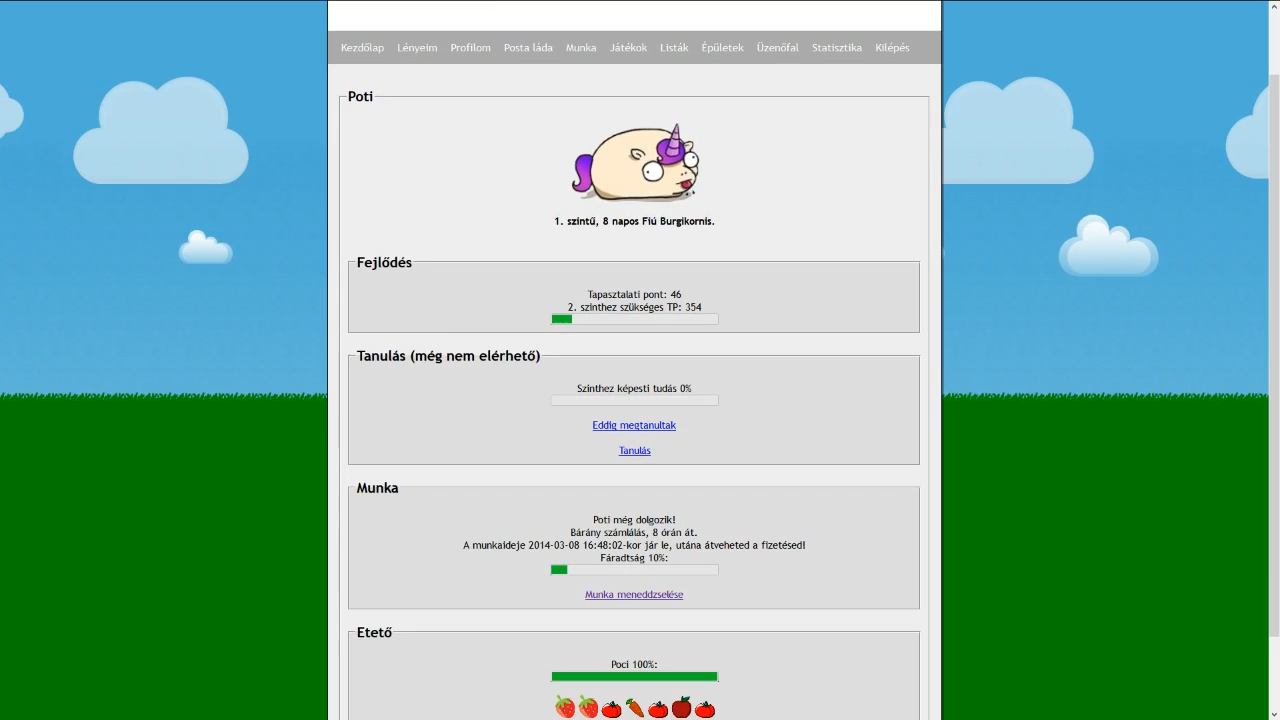 Kezdőlap Lényeim Profilom Posta láda Munka Játékok Listák Épületek Üzenőfal Statisztika Kilépés
Poti
1. szintű, 8 napos Fiú Burgikornis.
Fejlődés
Tapasztalati pont: 46
2. szinthez szükséges TP: 354
Tanulás (még nem elérhető)
Szinthez képesti tudás 0%
Eddig megtanultak
Tanulás
Munka
Poti még dolgozik!
Bárány számlálás, 8 órán át.
A munkaideje 2014-03-08 16:48:02-kor jár le, utána átveheted a fizetésed!
Fáradtság 10%:
Munka meneddzselése
Etető
Poci 100%: